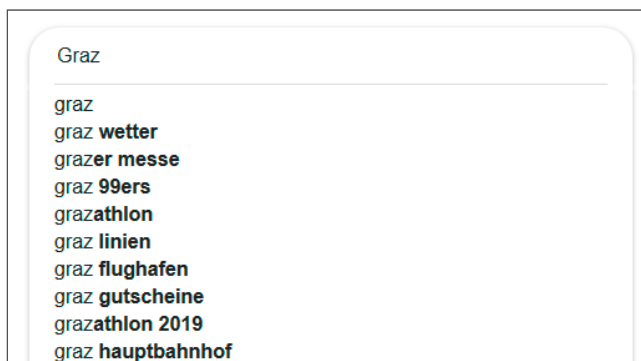 Graz
graz
graz wetter
grazer messe
graz 99ers
grazathlon
graz linien
graz flughafen
graz gutscheine
grazathlon 2019
graz hauptbahnhof